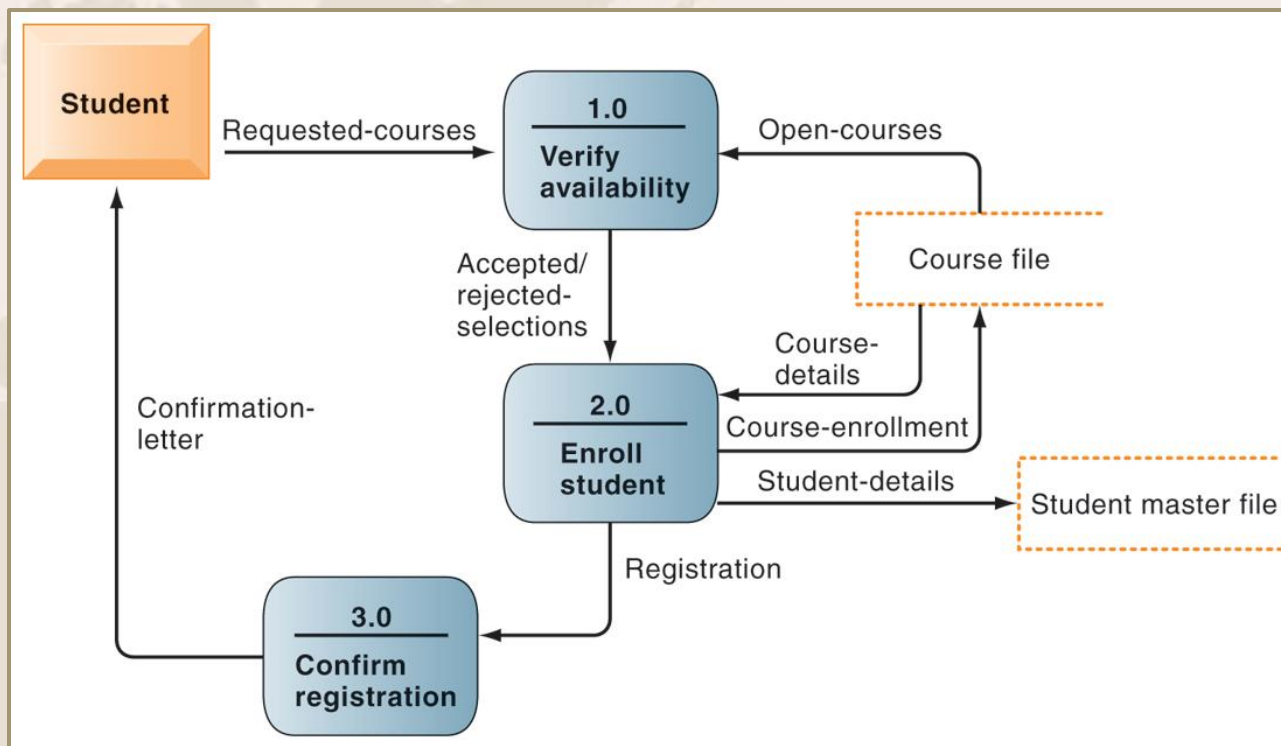 Student
Requested-courses
1.0
Verify
availability
Open-courses
Course file
Accepted/
rejected-
selections
Course-
details
2.0
Enroll
student
Course-enrollment
Student-details
Student master file
Confirmation-
letter
Registration
3.0
Confirm
registration